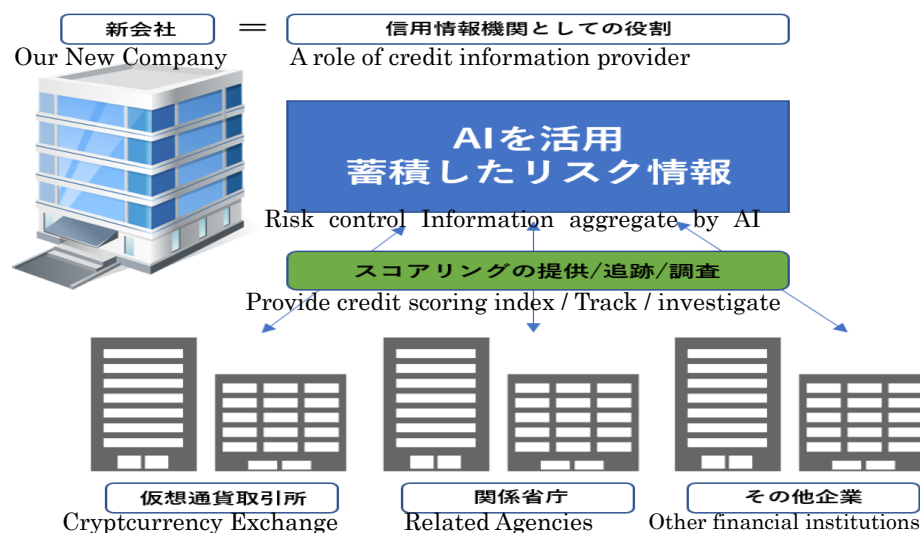 新会社 = 信用情報機関としての役割
Our New Company A role of credit information provider
AIを活用
蓄積したリスク情報
Risk control Information aggregate by AI
スコアリングの提供/追跡/調査
Provide credit scoring index / Track / investigate
仮想通貨取引所 関係省庁 その他企業
Cryptcurrency Exchange Related Agencies Other financial institutions